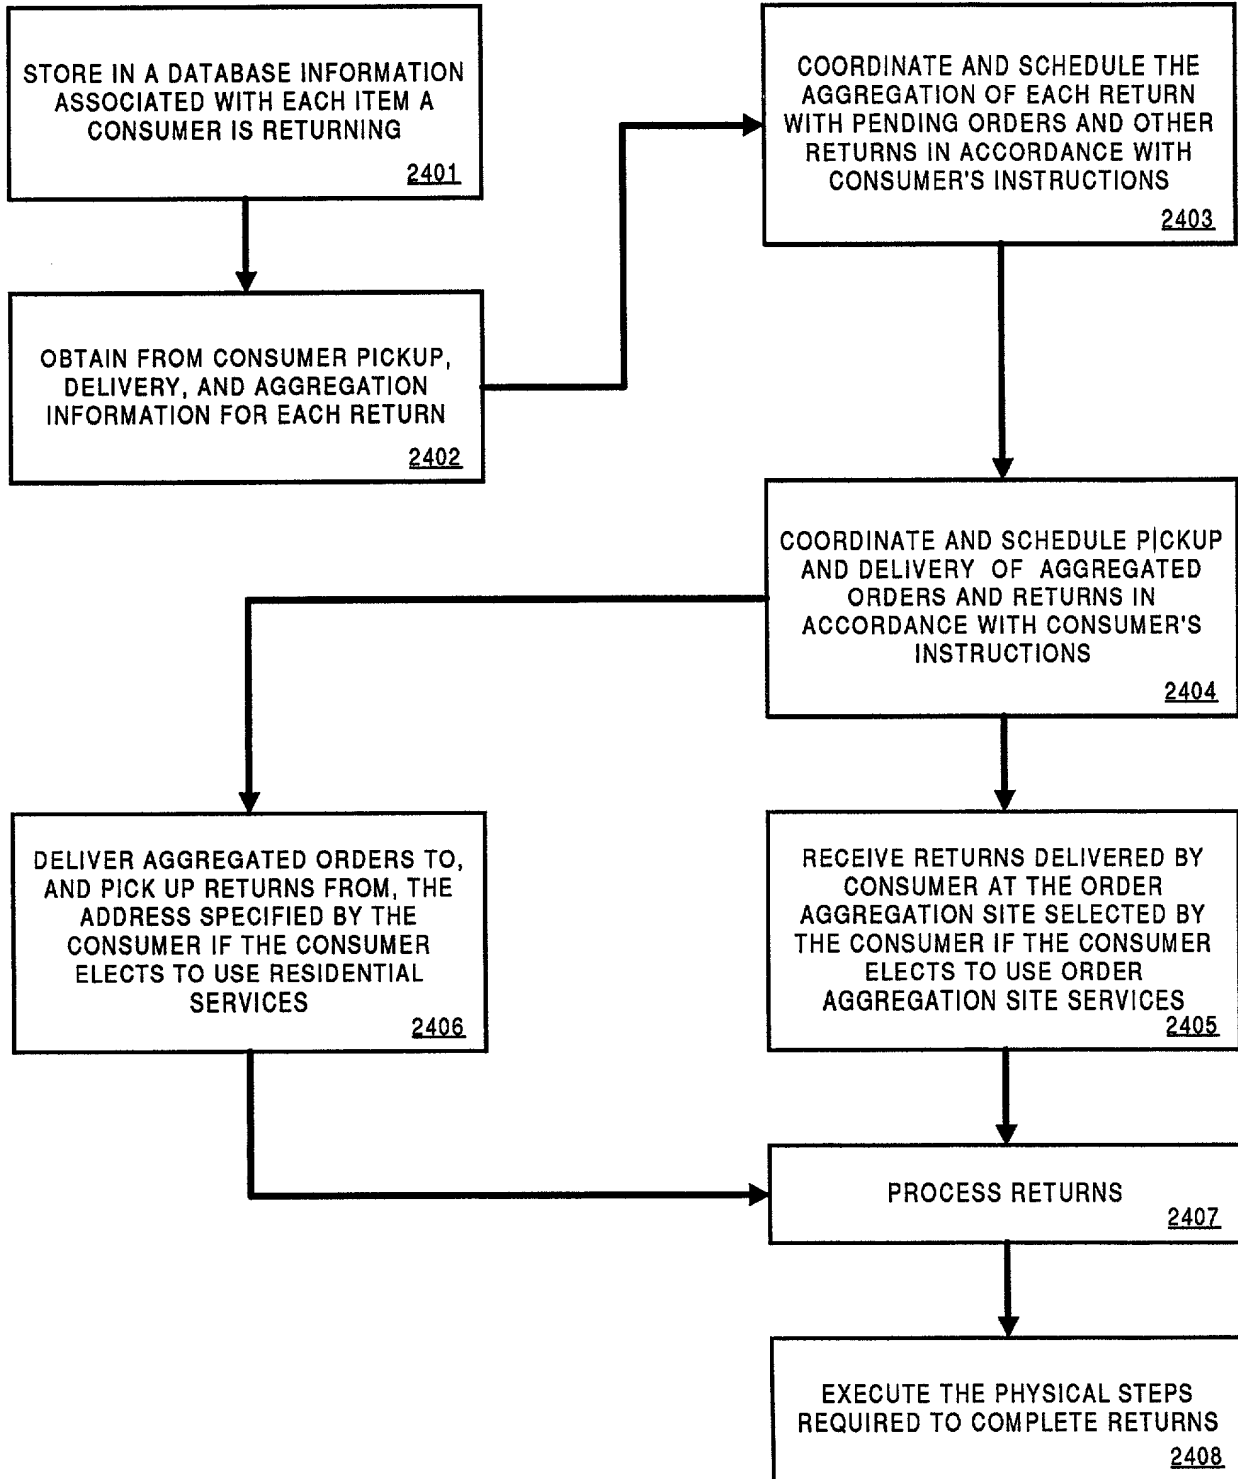 STORE IN A DATABASE INFORMATION
ASSOCIATED WITH EACH ITEM A
CONSUMER IS RETURNING
2401
OBTAIN FROM CONSUMER PICKUP,
DELIVERY, AND AGGREGATION
INFORMATION FOR EACH RETURN
2402
COORDINATE AND SCHEDULE THE
AGGREGATION OF EACH RETURN
WITH PENDING ORDERS AND OTHER
RETURNS IN ACCORDANCE WITH
CONSUMER'S INSTRUCTIONS
2403
COORDINATE AND SCHEDULE PICKUP
AND DELIVERY OF AGGREGATED
ORDERS AND RETURNS IN
ACCORDANCE WITH CONSUMER'S
INSTRUCTIONS
2404
DELIVER AGGREGATED ORDERS TO,
AND PICK UP RETURNS FROM, THE
ADDRESS SPECIFIED BY THE
CONSUMER IF THE CONSUMER
ELECTS TO USE RESIDENTIAL
SERVICES
2406
RECEIVE RETURNS DELIVERED BY
CONSUMER AT THE ORDER
AGGREGATION SITE SELECTED BY
THE CONSUMER IF THE CONSUMER
ELECTS TO USE ORDER
AGGREGATION SITE SERVICES
2405
PROCESS RETURNS
2407
EXECUTE THE PHYSICAL STEPS
REQUIRED TO COMPLETE RETURNS
2408